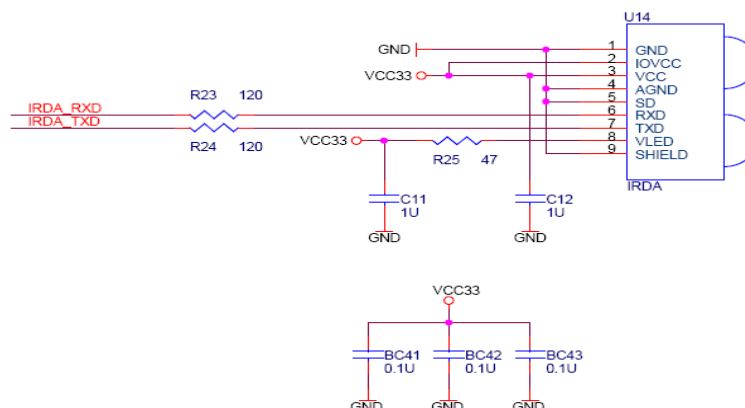 U14
GND 1 GND
2 IOVCC
VCC33 3 VCC
4 AGND
R23 120 5 SD
IRDA_RXD 6 RXD
IRDA_TXD 7 TXD
VCC33 8 VLED
R24 120 R25 47 9 SHIELD
IRDA
C11 C12
1U 1U
GND GND
VCC33
BC41 BC42 BC43
0.1U 0.1U 0.1U
GND GND GND